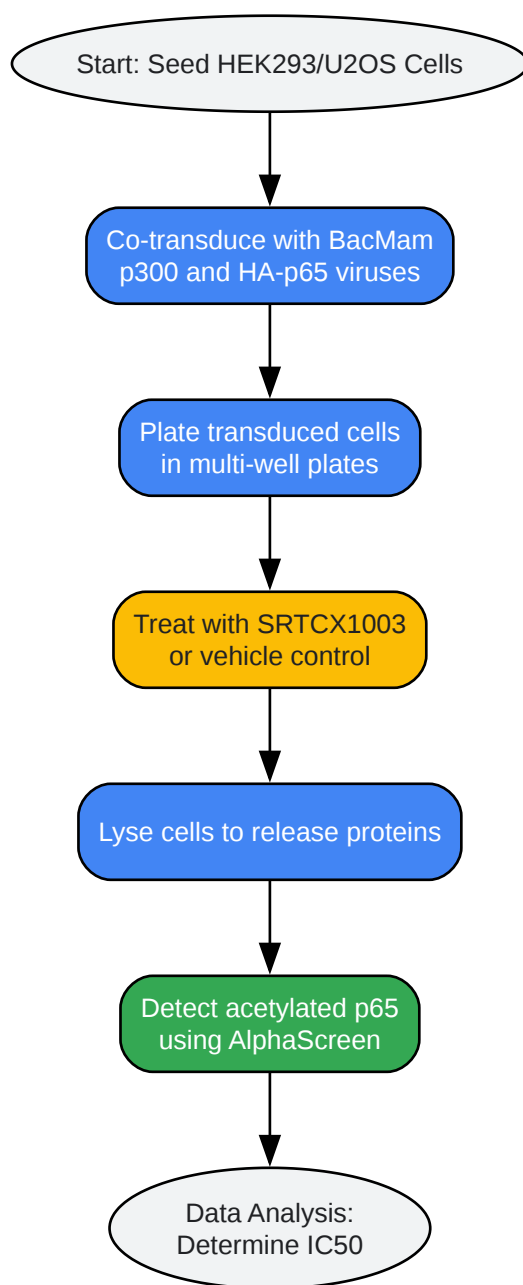 Start: Seed HEK293/U2OS Cells
Co-transduce with BacMam
p300 and HA-p65 viruses
Plate transduced cells
in multi-well plates
Treat with SRTCX1003
or vehicle control
Lyse cells to release proteins
Detect acetylated p65
using AlphaScreen
Data Analysis:
Determine IC50